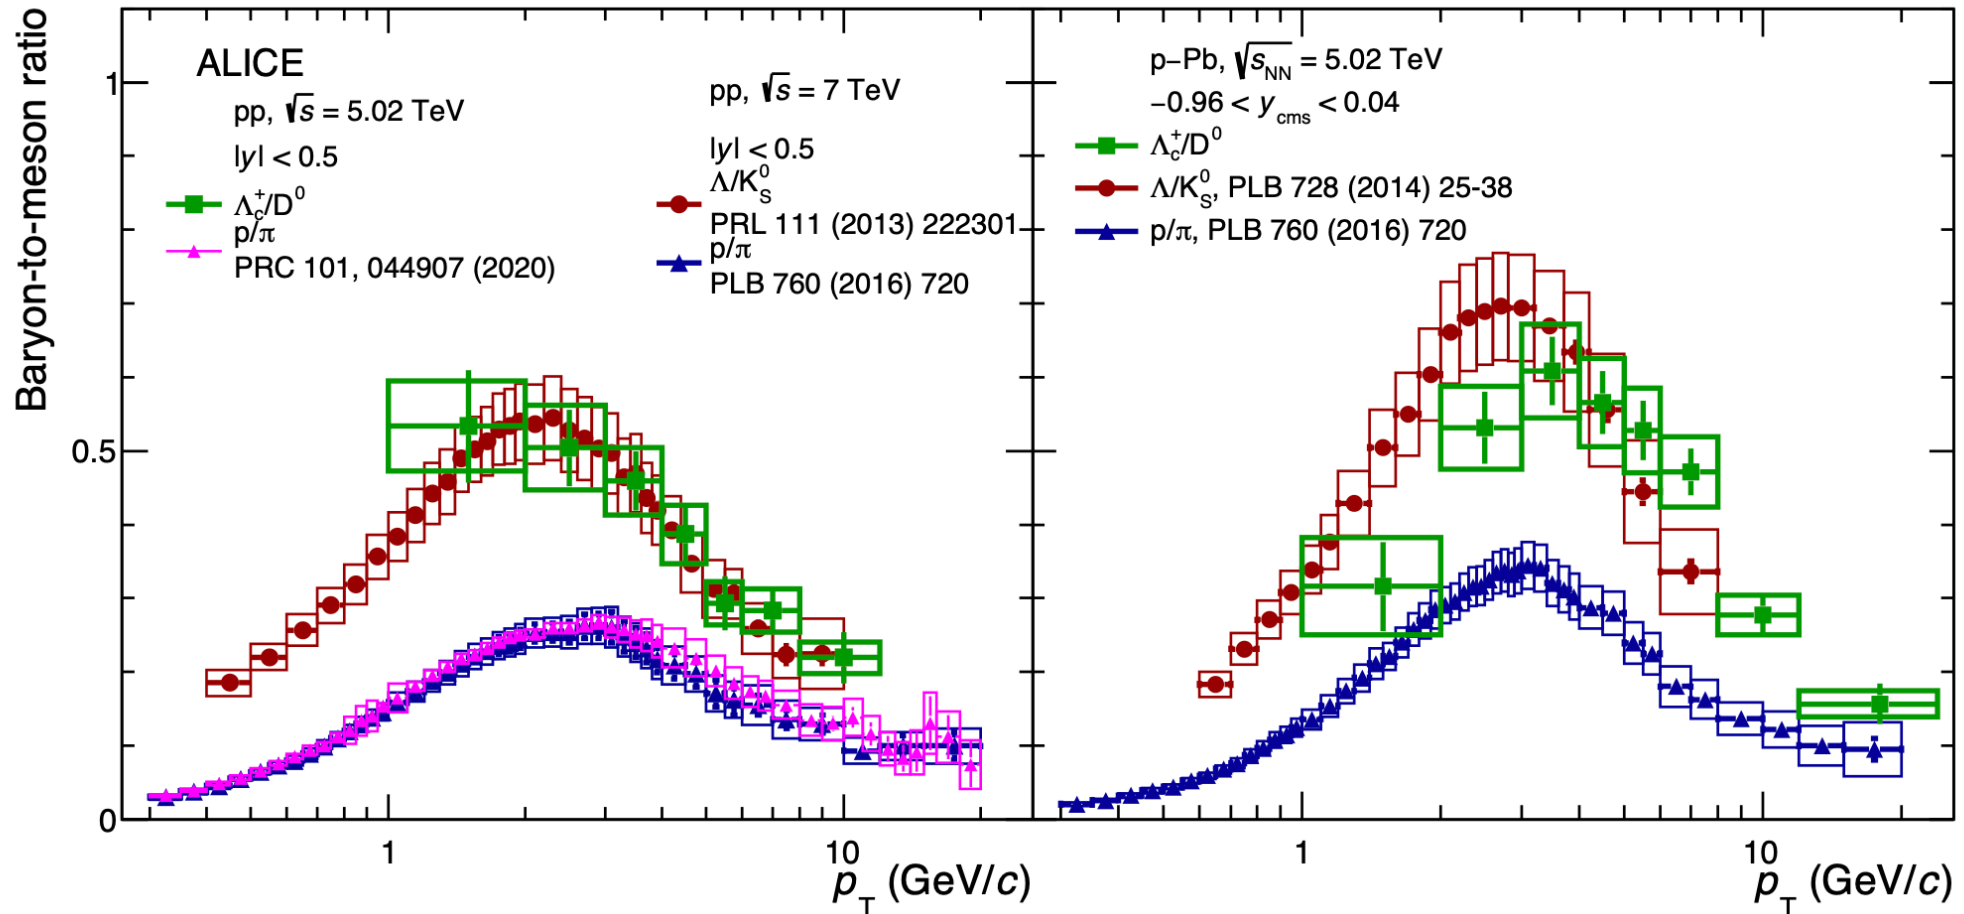 Baryon-to-meson ratio
ALICE
pp, √s = 5.02 TeV
|y| < 0.5
Λc+/D0
p/π
PRC 101, 044907 (2020)
pp, √s = 7 TeV
|y| < 0.5
Λ/K0S
PRL 111 (2013) 222301
p/π
PLB 760 (2016) 720
1
0.5
0
1
10
pT (GeV/c)
p–Pb, √sNN = 5.02 TeV
–0.96 < ycms < 0.04
Λc+/D0
Λ/K0S, PLB 728 (2014) 25-38
p/π, PLB 760 (2016) 720
1
10
pT (GeV/c)